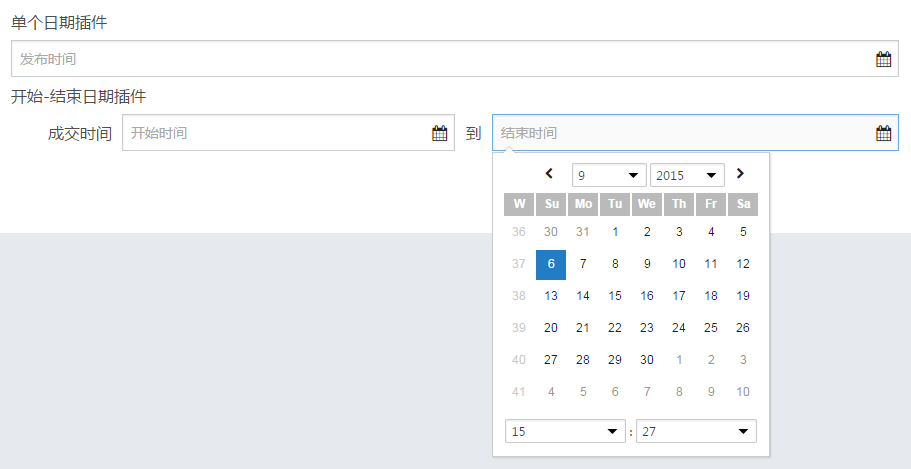 单个日期插件
发布时间
开始-结束日期插件
成交时间 开始时间 到 结束时间
9 2015
W Su Mo Tu We Th Fr Sa
36 30 31 1 2 3 4 5
37 6 7 8 9 10 11 12
38 13 14 15 16 17 18 19
39 20 21 22 23 24 25 26
40 27 28 29 30 1 2 3
41 4 5 6 7 8 9 10
15 : 27